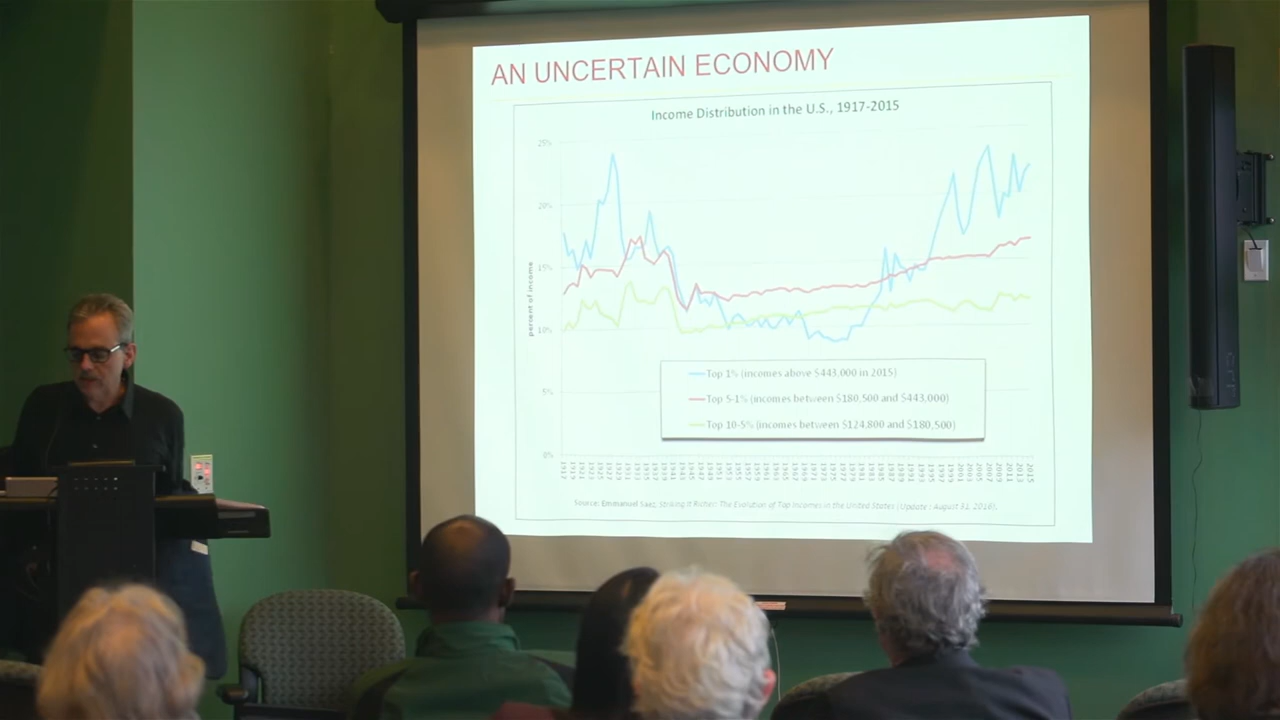 AN UNCERTAIN ECONOMY
Income Distribution in the U.S., 1917-2015
25%
20%
15%
10%
5%
0%
percent of income
Top 1% (incomes above $443,000 in 2015)
Top 5-1% (incomes between $180,500 and $443,000)
Top 10-5% (incomes between $124,800 and $180,500)
Source: Emmanuel Saez, Striking it Richer: The Evolution of Top Incomes in the United States (Update: August 31, 2016).